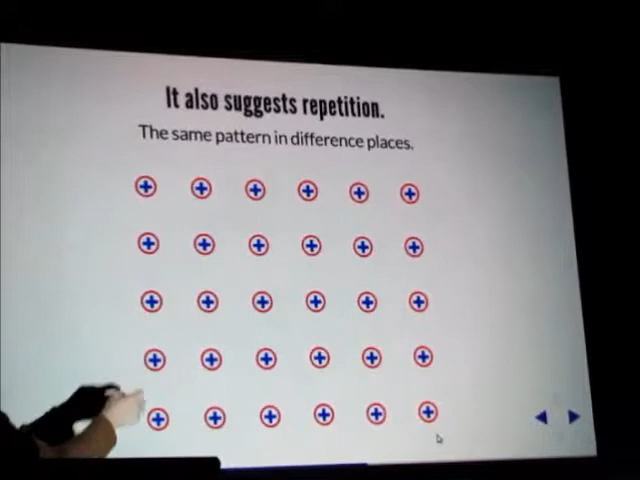 It also suggests repetition.
The same pattern in difference places.